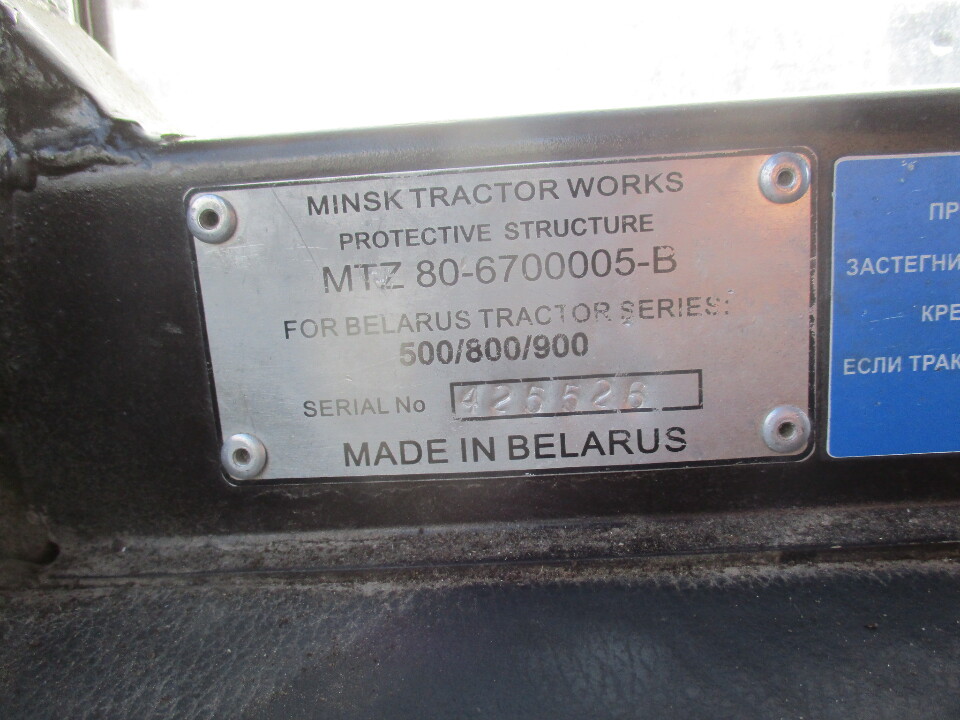 MINSK TRACTOR WORKS
PROTECTIVE STRUCTURE
MTZ 80-6700005-B
FOR BELARUS TRACTOR SERIES:
500/800/900
SERIAL No 426526
MADE IN BELARUS
ПР
ЗАСТЕГНИ
КРЕ
ЕСЛИ ТРАК